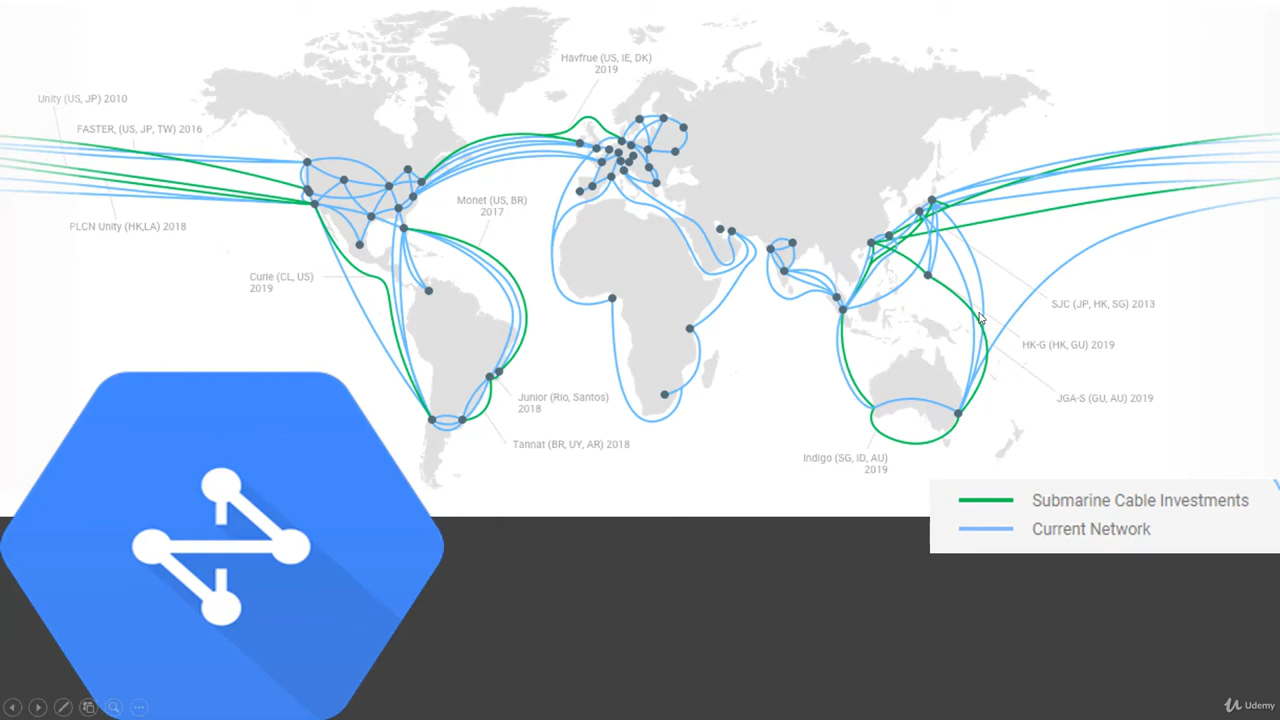 Havfrue (US, IE, DK)
2019
Unity (US, JP) 2010
FASTER, (US, JP, TW) 2016
Monet (US, BR)
2017
PLCN Unity (HK,LA) 2018
Curie (CL, US)
2019
SJC (JP, HK, SG) 2013
HK-G (HK, GU) 2019
Junior (Rio, Santos)
2018
JGA-S (GU, AU) 2019
Tannat (BR, UY, AR) 2018
Indigo (SG, ID, AU)
2019
Submarine Cable Investments
Current Network
Udemy